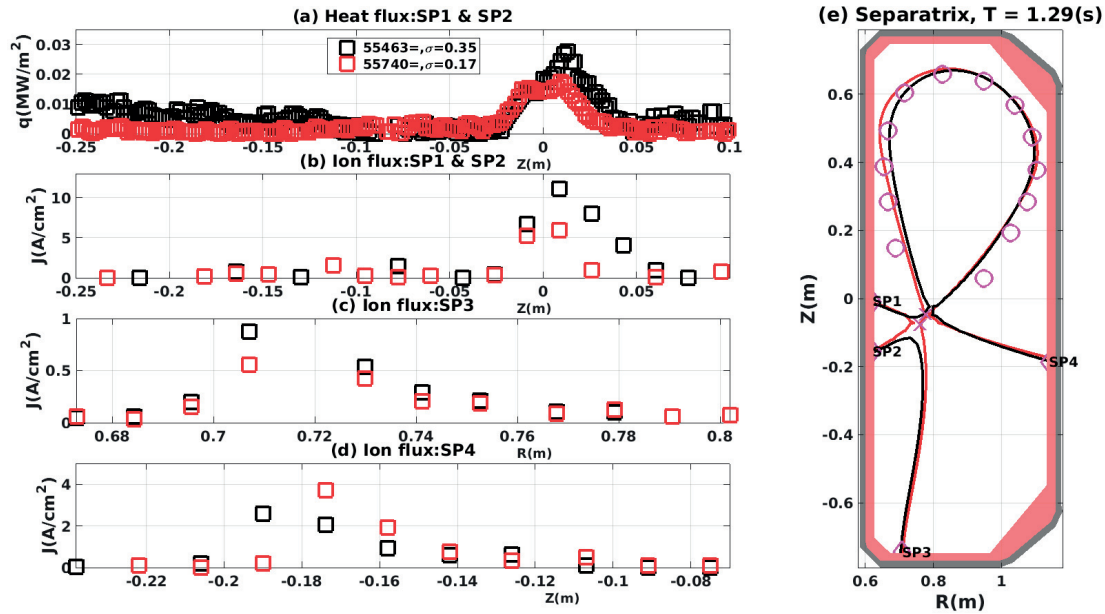 (a) Heat flux:SP1 & SP2
q(MW/m²)
0.03
0.02
0.01
0
55463=,σ=0.35
55740=,σ=0.17
-0.25 -0.2 -0.15 -0.1 -0.05 0 0.05 0.1
Z(m)
(b) Ion flux:SP1 & SP2
J(A/cm²)
10
5
0
-0.25 -0.2 -0.15 -0.1 -0.05 0 0.05
Z(m)
(c) Ion flux:SP3
J(A/cm²)
1
0.5
0
0.68 0.7 0.72 0.74 0.76 0.78 0.8
R(m)
(d) Ion flux:SP4
J(A/cm²)
4
2
0
-0.22 -0.2 -0.18 -0.16 -0.14 -0.12 -0.1 -0.08
Z(m)
(e) Separatrix, T = 1.29(s)
Z(m)
0.6
0.4
0.2
0
-0.2
-0.4
-0.6
SP1
SP2
SP4
SP3
0.6 0.8 1
R(m)